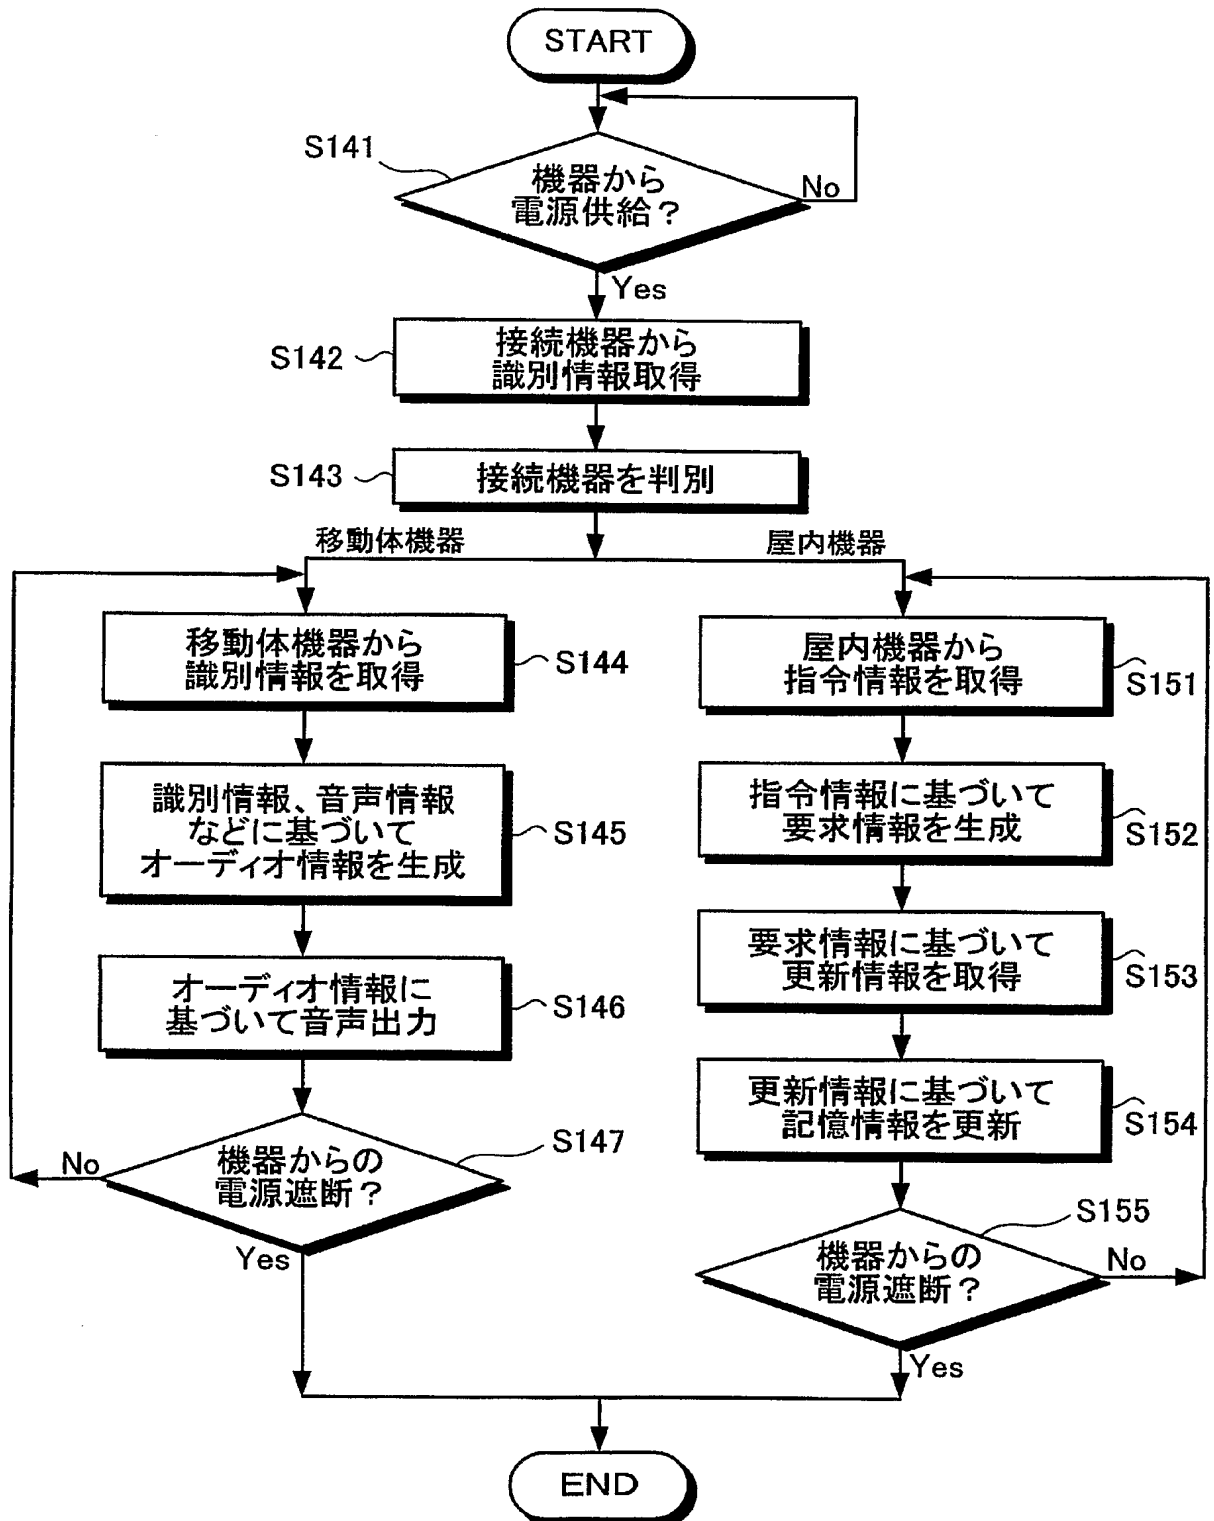 START
S141
機器から
電源供給？
No
Yes
S142
接続機器から
識別情報取得
S143
接続機器を判別
移動体機器
屋内機器
移動体機器から
識別情報を取得
S144
識別情報、音声情報
などに基づいて
オーディオ情報を生成
S145
オーディオ情報に
基づいて音声出力
S146
機器からの
電源遮断？
S147
No
Yes
屋内機器から
指令情報を取得
S151
指令情報に基づいて
要求情報を生成
S152
要求情報に基づいて
更新情報を取得
S153
更新情報に基づいて
記憶情報を更新
S154
機器からの
電源遮断？
S155
No
Yes
END